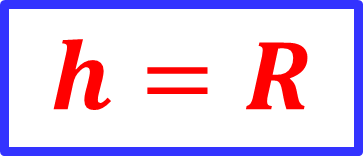 h = R